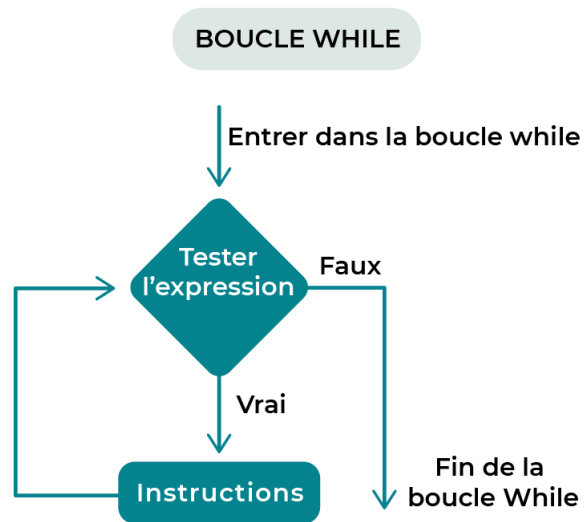 BOUCLE WHILE
Entrer dans la boucle while
Tester
l'expression
Faux
Vrai
Instructions
Fin de la
boucle While